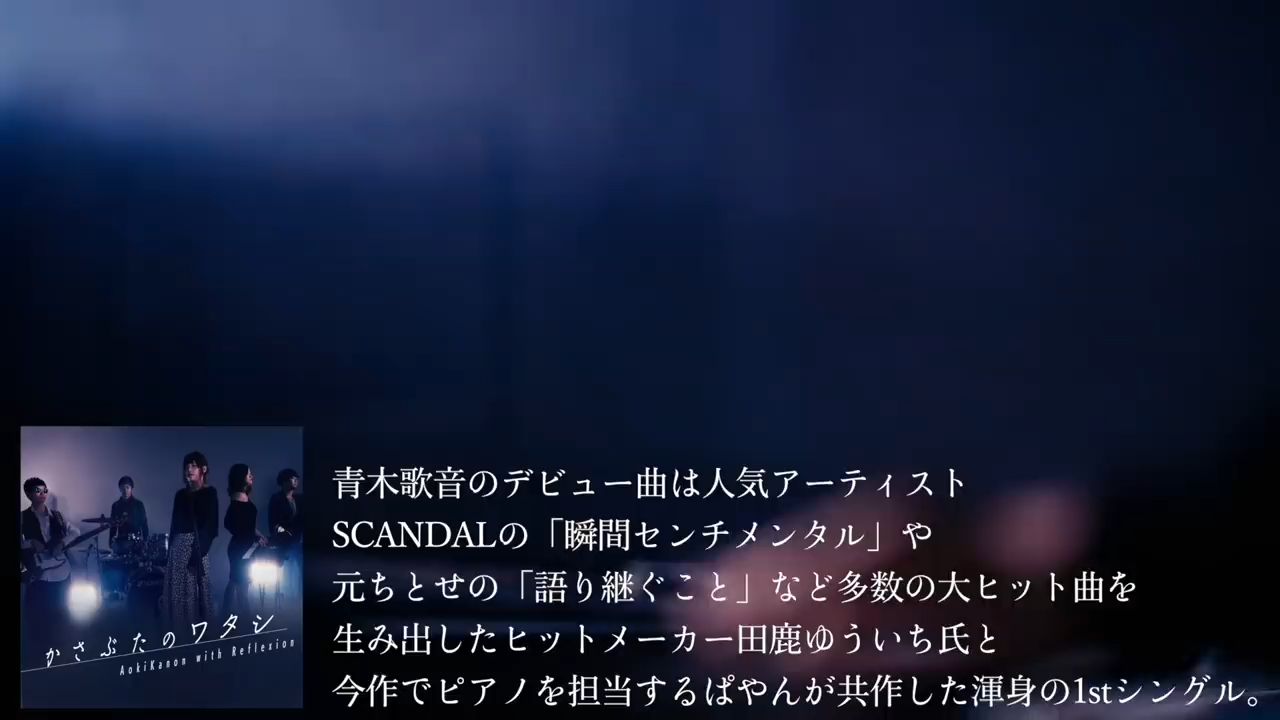 青木歌音のデビュー曲は人気アーティスト
SCANDALの「瞬間センチメンタル」や
元ちとせの「語り継ぐこと」など多数の大ヒット曲を
生み出したヒットメーカー田鹿ゆういち氏と
今作でピアノを担当するぱやんが共作した渾身の1stシングル。
かさぶたのワタシ
AokiKanon with Reflexion